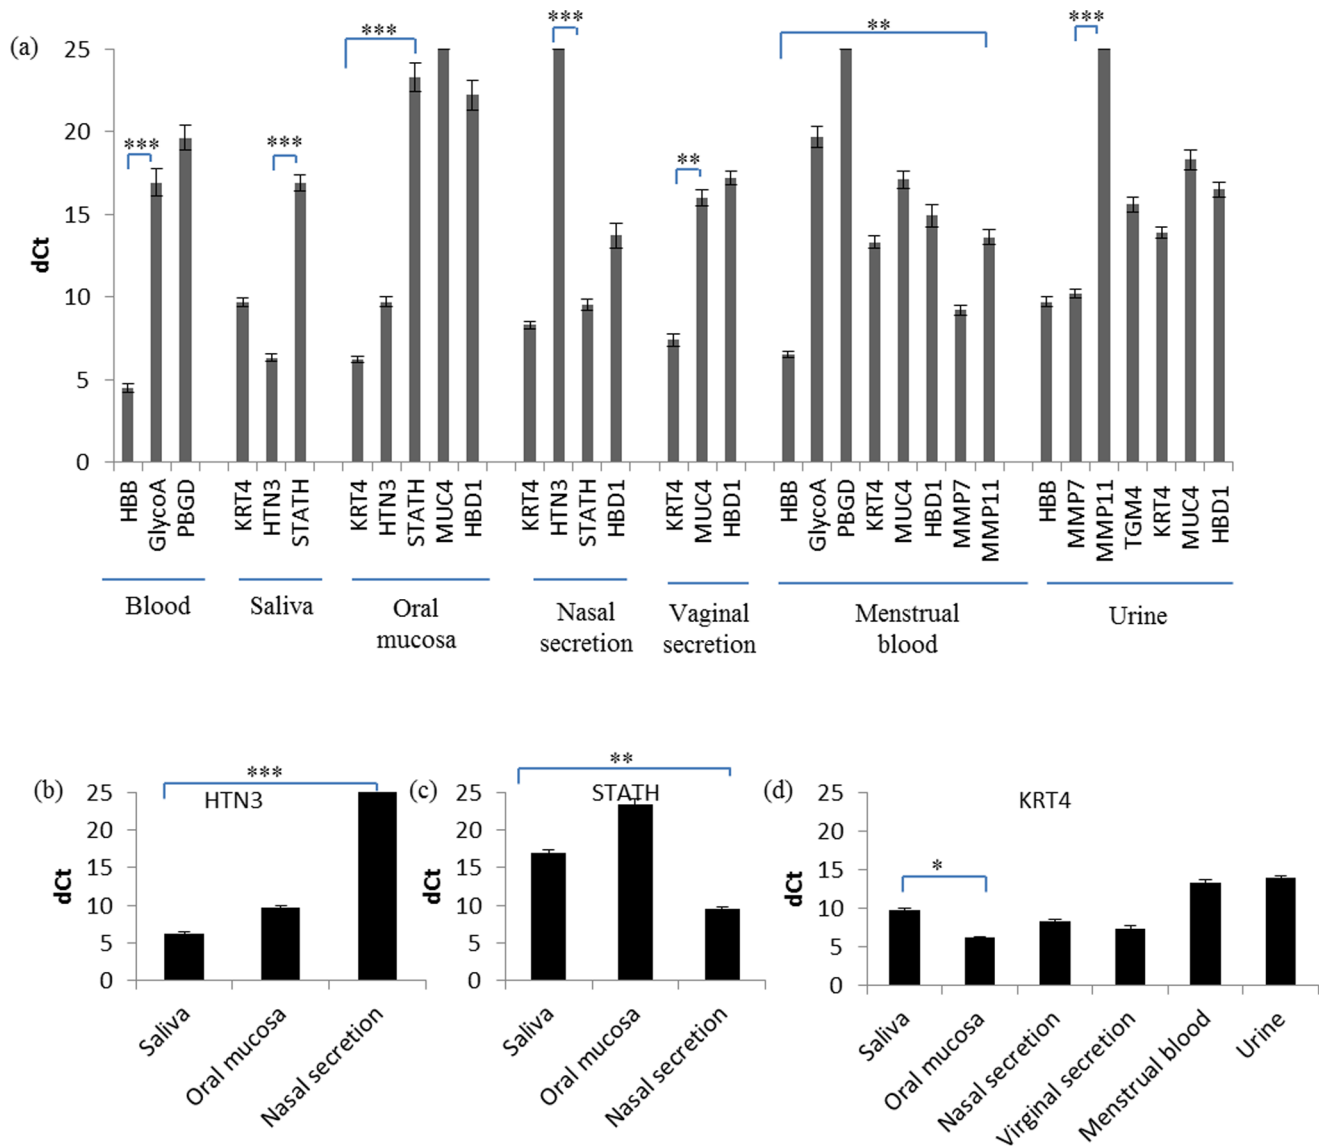 (a)
dCt
25
20
15
10
5
0
***
***
***
***
**
**
***
HBB
GlycoA
PBGD
KRT4
HTN3
STATH
KRT4
HTN3
STATH
MUC4
HBD1
KRT4
HTN3
STATH
HBD1
KRT4
MUC4
HBD1
HBB
GlycoA
PBGD
KRT4
MUC4
HBD1
MMP7
MMP11
HBB
MMP7
MMP11
TGM4
KRT4
MUC4
HBD1
Blood
Saliva
Oral
mucosa
Nasal
secretion
Vaginal
secretion
Menstrual
blood
Urine
(b)
HTN3
***
dCt
25
20
15
10
5
0
Saliva
Oral mucosa
Nasal secretion
(c)
STATH
**
dCt
25
20
15
10
5
0
Saliva
Oral mucosa
Nasal secretion
(d)
KRT4
*
dCt
25
20
15
10
5
0
Saliva
Oral mucosa
Nasal secretion
Virginal secretion
Menstrual blood
Urine